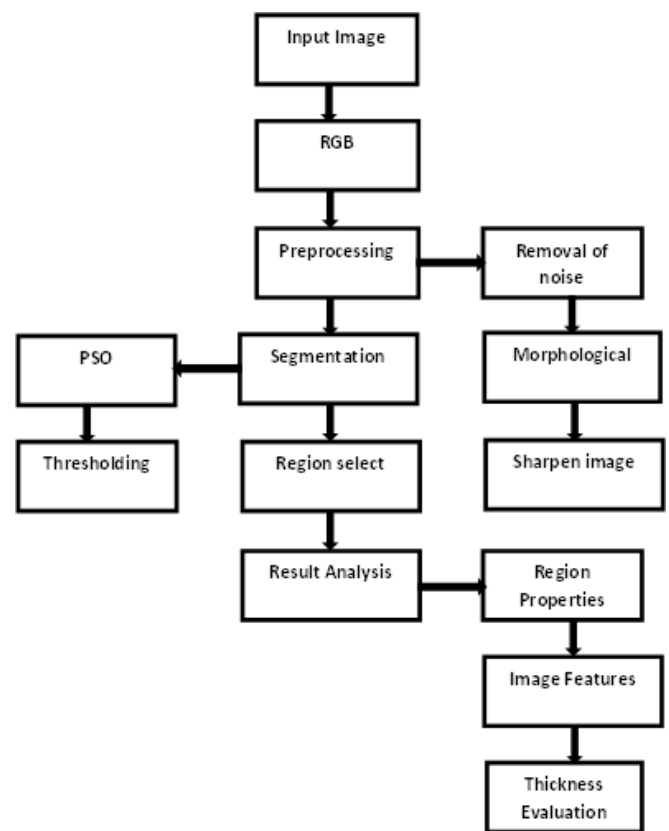 Input Image
RGB
Preprocessing
Removal of
noise
PSO
Segmentation
Morphological
Thresholding
Region select
Sharpen image
Result Analysis
Region
Properties
Image Features
Thickness
Evaluation